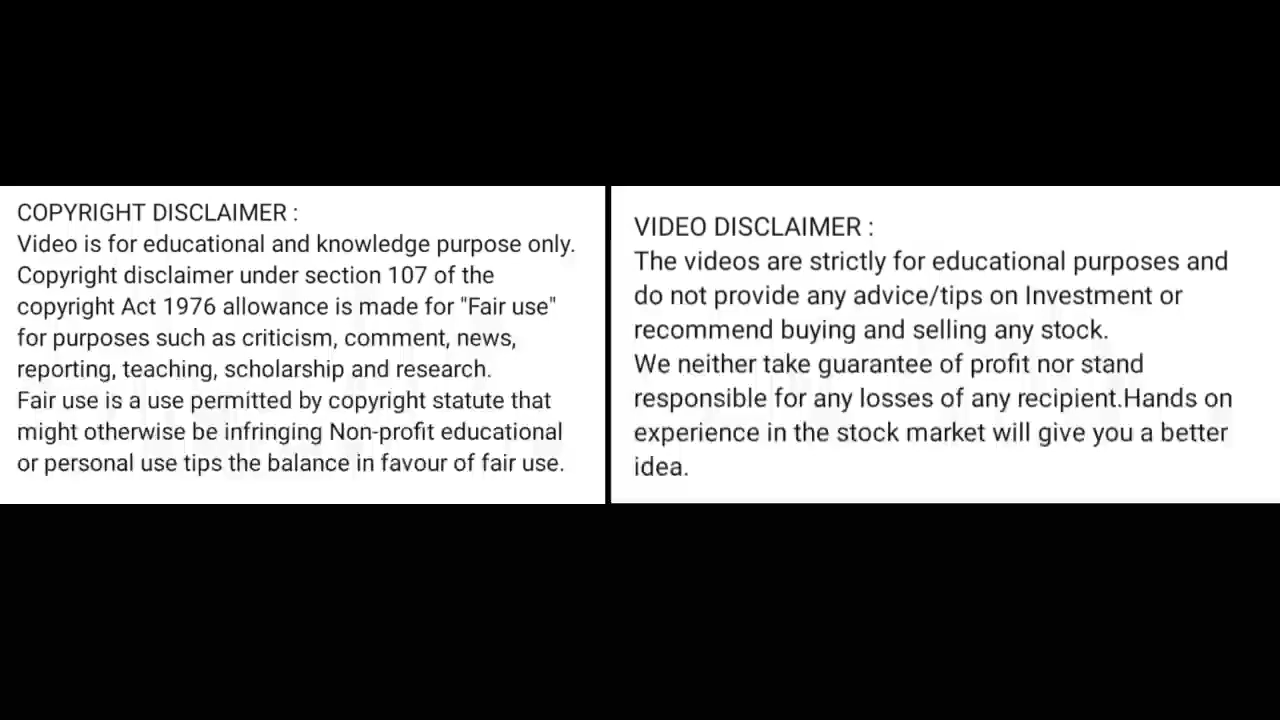 COPYRIGHT DISCLAIMER :
Video is for educational and knowledge purpose only.
Copyright disclaimer under section 107 of the
copyright Act 1976 allowance is made for "Fair use"
for purposes such as criticism, comment, news,
reporting, teaching, scholarship and research.
Fair use is a use permitted by copyright statute that
might otherwise be infringing Non-profit educational
or personal use tips the balance in favour of fair use.
VIDEO DISCLAIMER :
The videos are strictly for educational purposes and
do not provide any advice/tips on Investment or
recommend buying and selling any stock.
We neither take guarantee of profit nor stand
responsible for any losses of any recipient.Hands on
experience in the stock market will give you a better
idea.